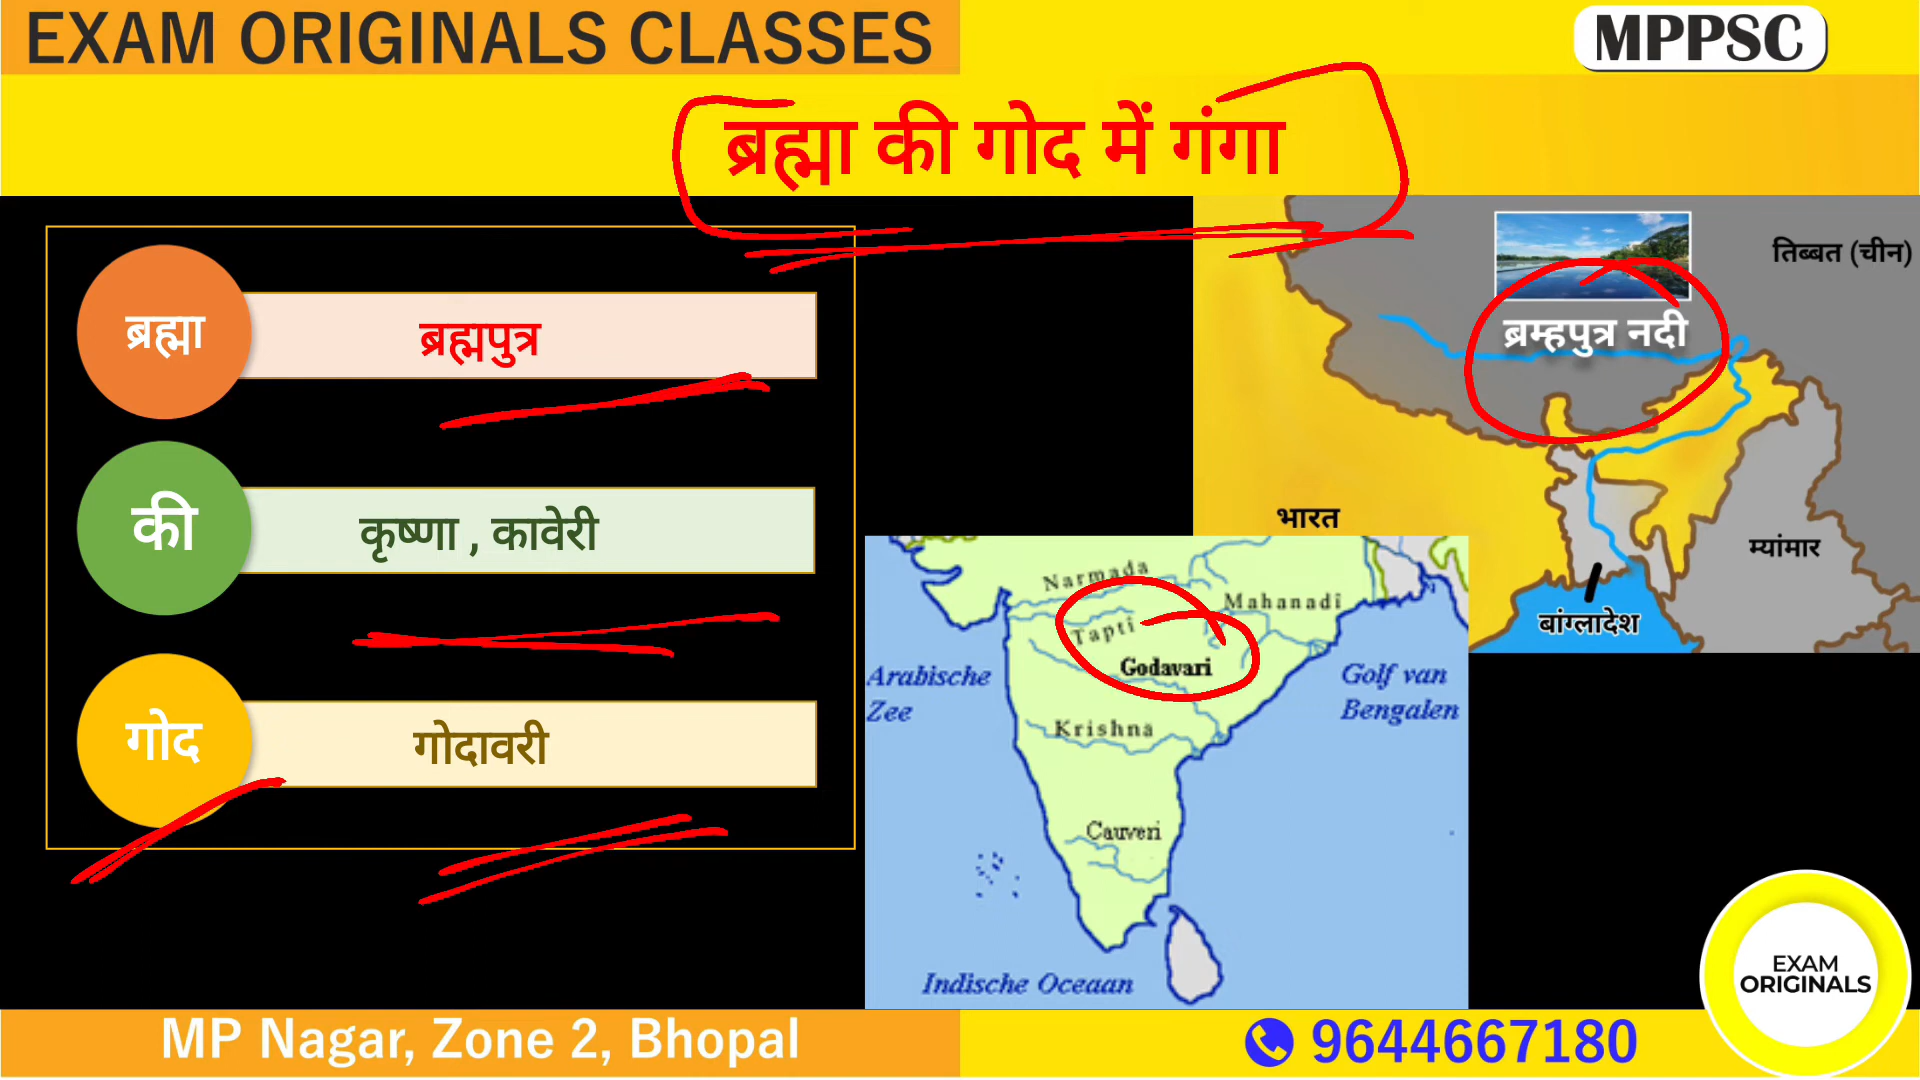 EXAM ORIGINALS CLASSES
MPPSC
ब्रह्मा की गोद में गंगा
ब्रह्मा
ब्रह्मपुत्र
की
कृष्णा , कावेरी
गोद
गोदावरी
तिब्बत (चीन)
ब्रम्हपुत्र नदी
भारत
म्यांमार
बांग्लादेश
Narmada
Mahanadi
Tapti
Godavari
Arabische
Zee
Golf van
Bengalen
Krishna
Cauveri
Indische Oceaan
EXAM
ORIGINALS
MP Nagar, Zone 2, Bhopal
9644667180